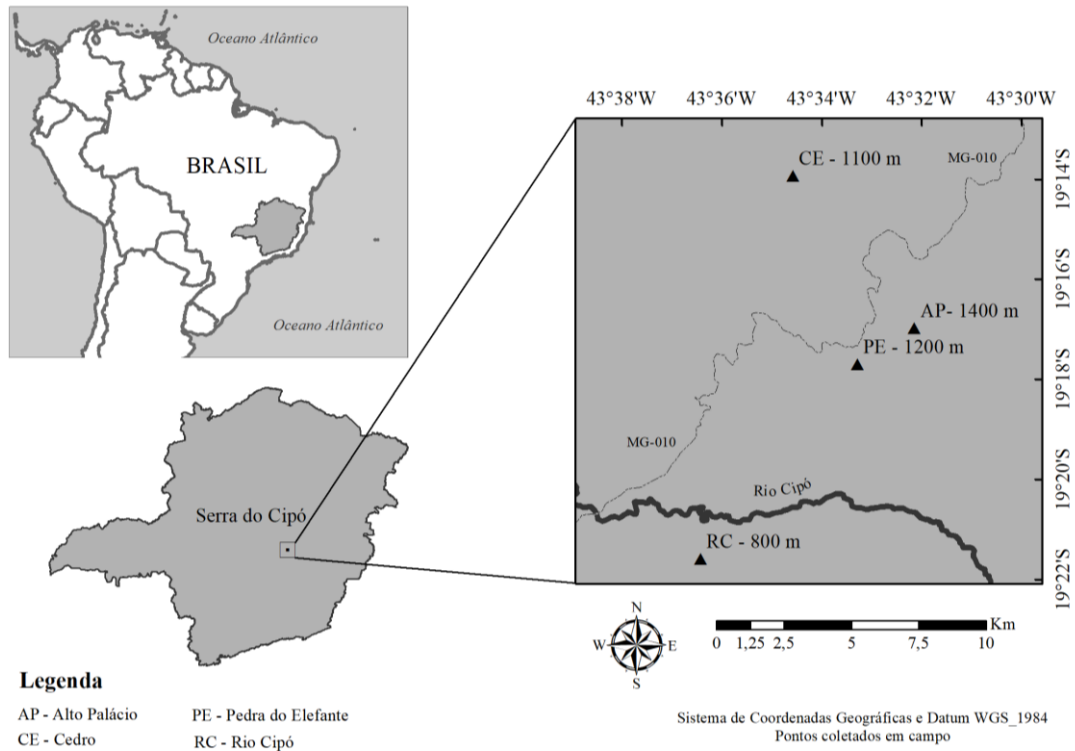 Oceano Atlântico
BRASIL
Oceano Atlântico
43°38'W 43°36'W 43°34'W 43°32'W 43°30'W
CE - 1100 m
MG-010
19°14'S
19°16'S
AP- 1400 m
PE - 1200 m
19°18'S
MG-010
Rio Cipó
19°20'S
RC - 800 m
19°22'S
Serra do Cipó
N
W E
S
Km
0 1,25 2,5 5 7,5 10
Legenda
AP - Alto Palácio PE - Pedra do Elefante
CE - Cedro RC - Rio Cipó
Sistema de Coordenadas Geográficas e Datum WGS_1984
Pontos coletados em campo